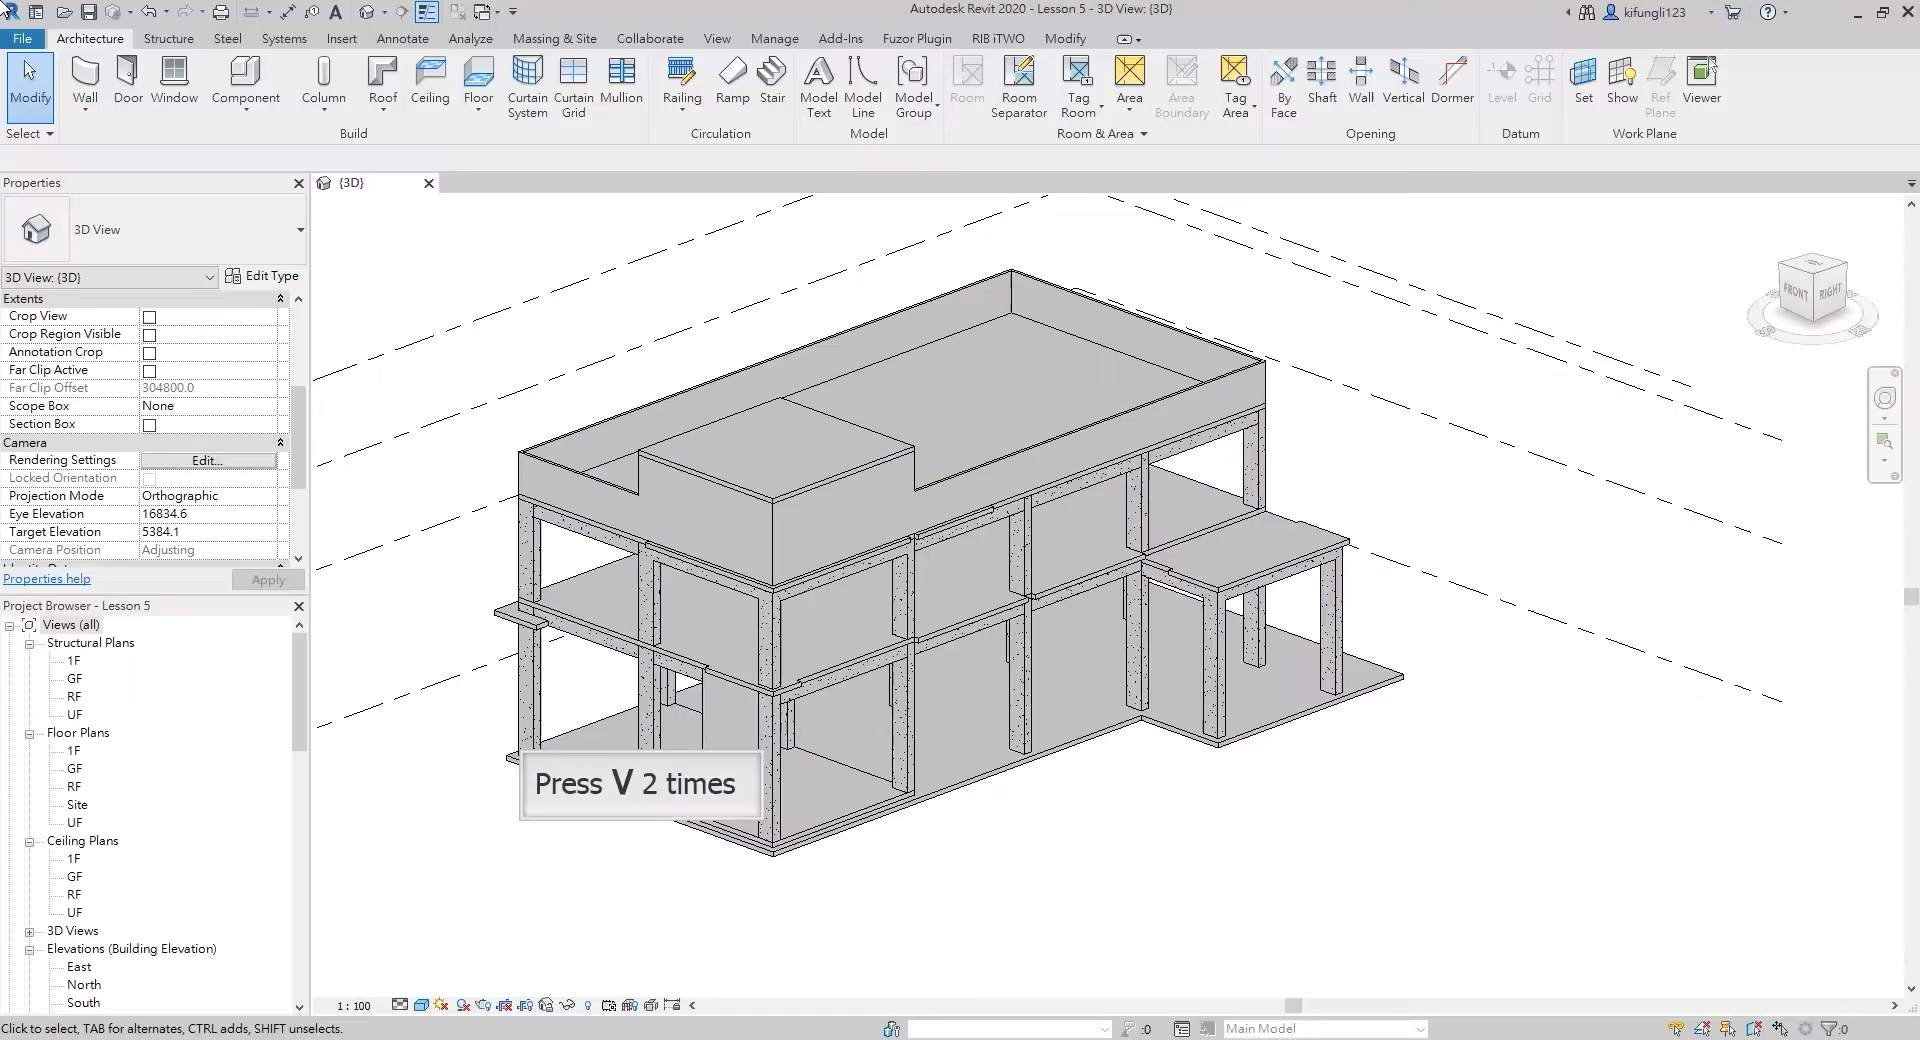 Autodesk Revit 2020 - Lesson 5 - 3D View: {3D}
kifungli123
File Architecture Structure Steel Systems Insert Annotate Analyze Massing & Site Collaborate View Manage Add-Ins Fuzor Plugin RIB iTWO Modify
Modify
Wall
Door
Window
Component
Column
Roof
Ceiling
Floor
Curtain System
Curtain Grid
Mullion
Railing
Ramp
Stair
Model Text
Model Line
Model Group
Room
Room Separator
Tag Room
Area
Area Boundary
Tag Area
By Face
Shaft
Wall
Vertical
Dormer
Level
Grid
Set
Show
Ref Plane
Viewer
Select
Build
Circulation
Model
Room & Area
Opening
Datum
Work Plane
Properties
{3D}
3D View
3D View: {3D}
Edit Type
Extents
Crop View
Crop Region Visible
Annotation Crop
Far Clip Active
Far Clip Offset 304800.0
Scope Box None
Section Box
Camera
Rendering Settings Edit...
Locked Orientation
Projection Mode Orthographic
Eye Elevation 16834.6
Target Elevation 5384.1
Camera Position Adjusting
Properties help
Apply
Project Browser - Lesson 5
Views (all)
Structural Plans
1F
GF
RF
UF
Floor Plans
1F
GF
RF
Site
UF
Ceiling Plans
1F
GF
RF
UF
3D Views
Elevations (Building Elevation)
East
North
South
FRONT
RIGHT
Press V 2 times
1 : 100
Click to select, TAB for alternates, CTRL adds, SHIFT unselects.
:0
Main Model
:0